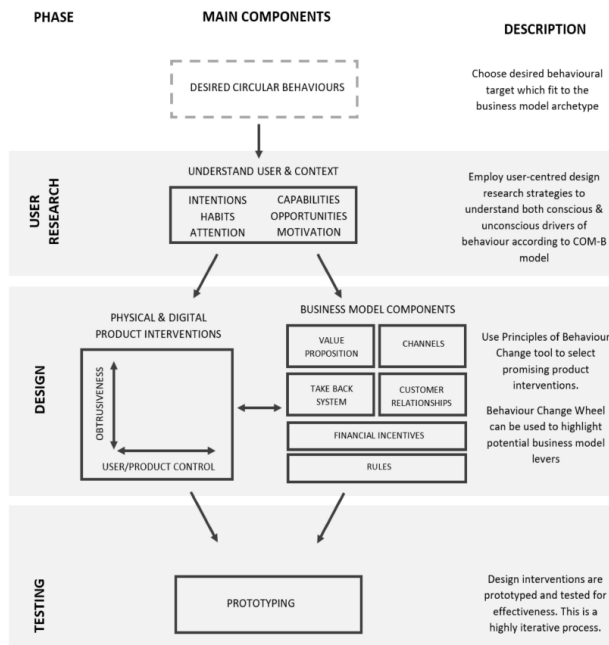 PHASE
MAIN COMPONENTS
DESCRIPTION
DESIRED CIRCULAR BEHAVIOURS
Choose desired behavioural
target which fit to the
business model archetype
USER
RESEARCH
UNDERSTAND USER & CONTEXT
INTENTIONS
HABITS
ATTENTION
CAPABILITIES
OPPORTUNITIES
MOTIVATION
Employ user-centred design
research strategies to
understand both conscious &
unconscious drivers of
behaviour according to COM-B
model
DESIGN
PHYSICAL & DIGITAL
PRODUCT INTERVENTIONS
OBTRUSIVENESS
USER/PRODUCT CONTROL
BUSINESS MODEL COMPONENTS
VALUE
PROPOSITION
CHANNELS
TAKE BACK
SYSTEM
CUSTOMER
RELATIONSHIPS
FINANCIAL INCENTIVES
RULES
Use Principles of Behaviour
Change tool to select
promising product
interventions.
Behaviour Change Wheel
can be used to highlight
potential business model
levers
TESTING
PROTOTYPING
Design interventions are
prototyped and tested for
effectiveness. This is a
highly iterative process.